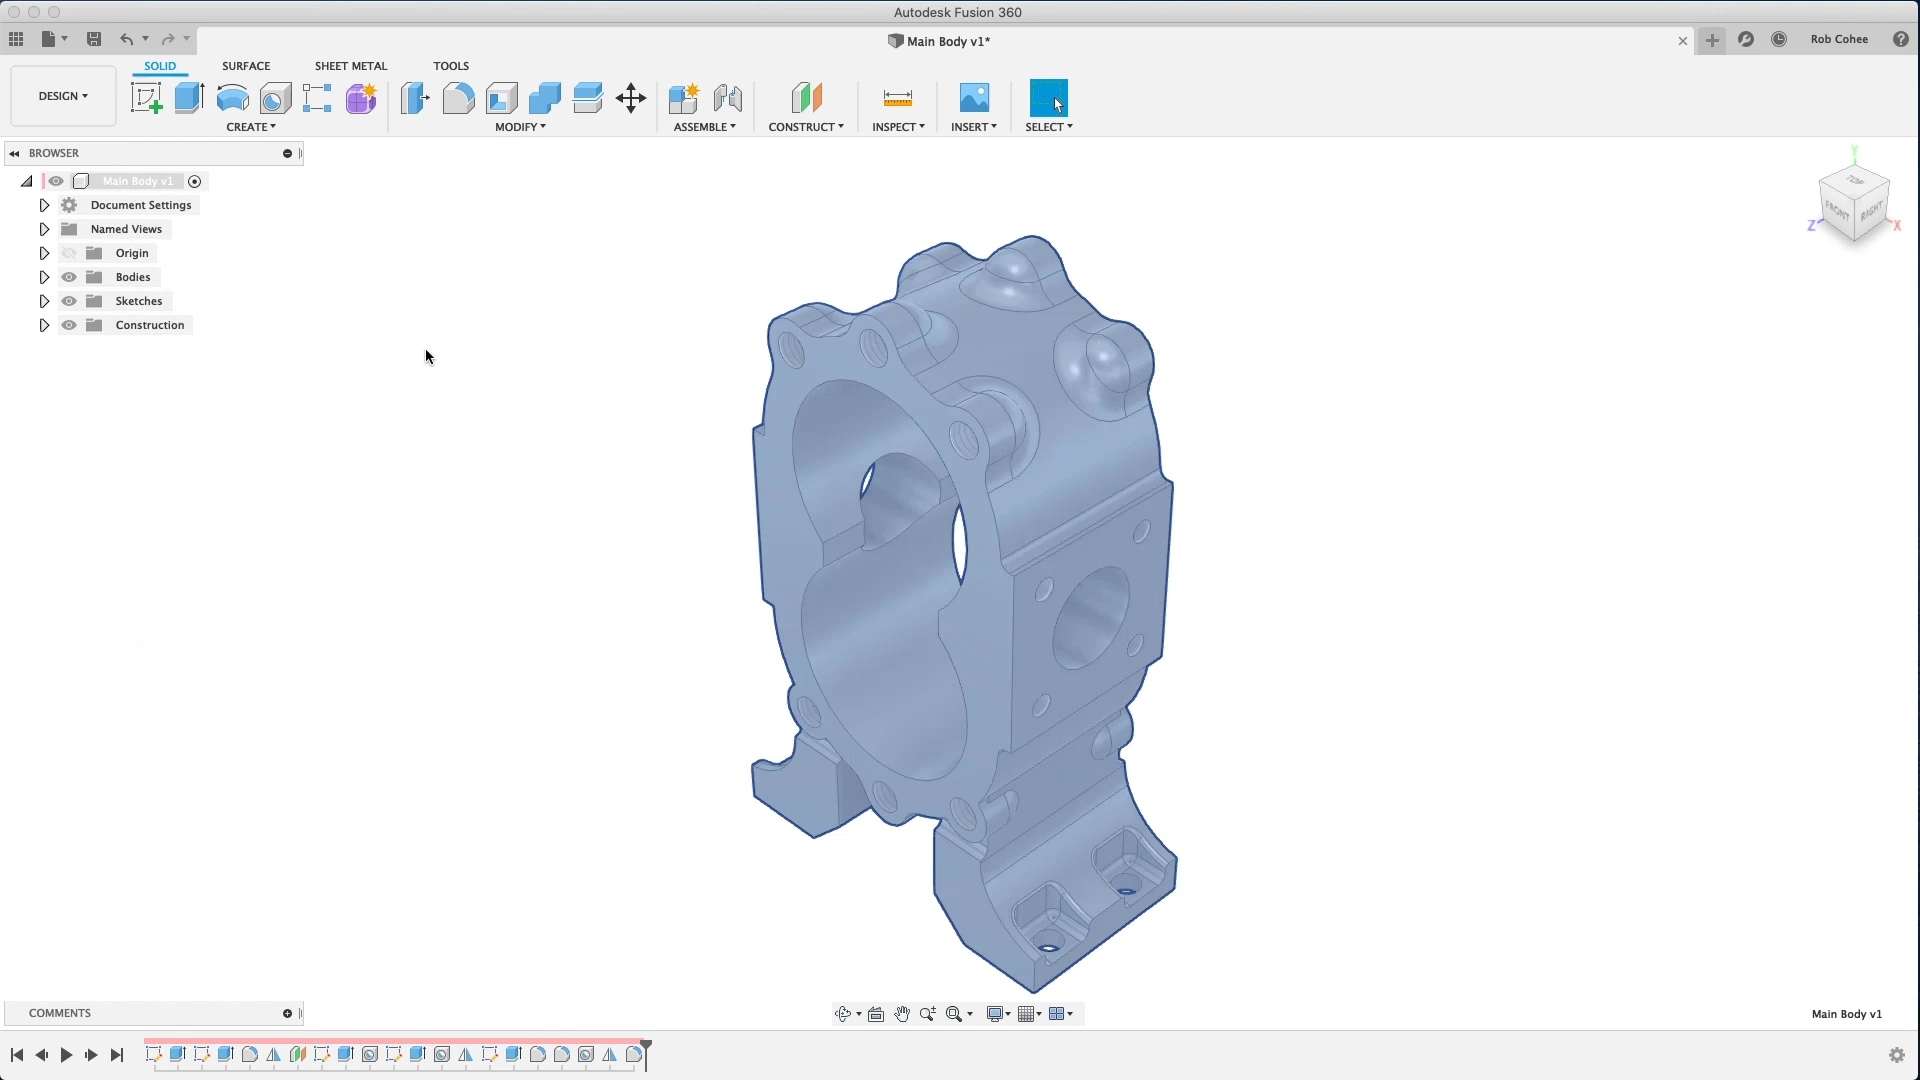 Autodesk Fusion 360
Main Body v1*
Rob Cohee
SOLID
SURFACE
SHEET METAL
TOOLS
DESIGN
CREATE
MODIFY
ASSEMBLE
CONSTRUCT
INSPECT
INSERT
SELECT
BROWSER
Main Body v1
Document Settings
Named Views
Origin
Bodies
Sketches
Construction
Y
TOP
FRONT
RIGHT
Z
X
COMMENTS
Main Body v1